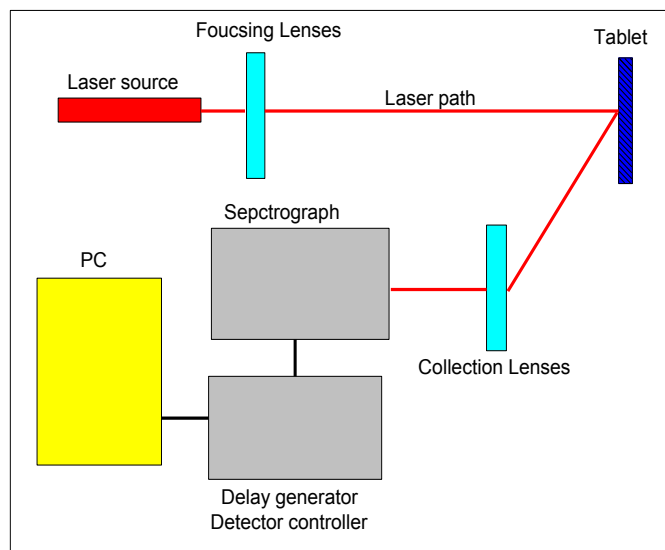 Foucsing Lenses
Tablet
Laser source
Laser path
Sepctrograph
PC
Collection Lenses
Delay generator
Detector controller